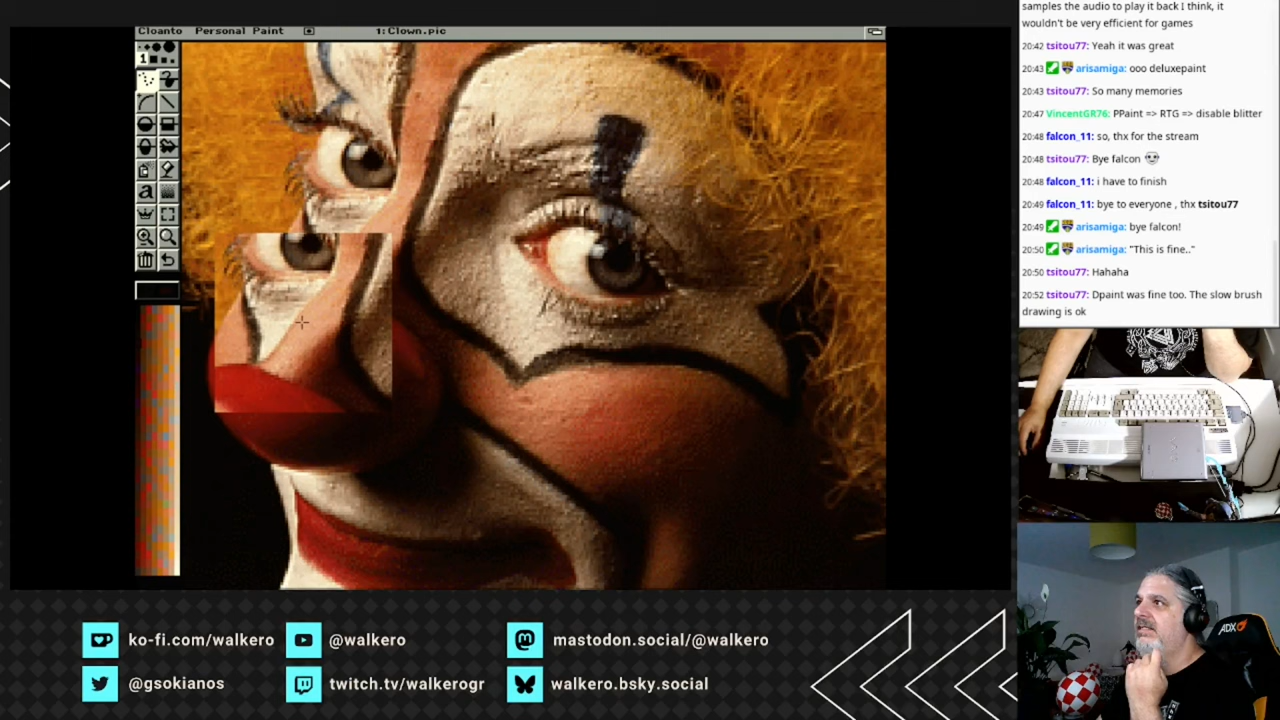 Cloanto Personal Paint 1:Clown.pic
1
a
samples the audio to play it back I think, it
wouldn't be very efficient for games
20:42 tsitou77: Yeah it was great
20:43 arisamiga: ooo deluxepaint
20:43 tsitou77: So many memories
20:47 VincentGR76: PPaint => RTG => disable blitter
20:48 falcon_11: so, thx for the stream
20:48 tsitou77: Bye falcon
20:48 falcon_11: i have to finish
20:49 falcon_11: bye to everyone , thx tsitou77
20:49 arisamiga: bye falcon!
20:50 arisamiga: "This is fine.."
20:50 tsitou77: Hahaha
20:52 tsitou77: Dpaint was fine too. The slow brush
drawing is ok
ADX
ko-fi.com/walkero
@walkero
mastodon.social/@walkero
@gsokianos
twitch.tv/walkerogr
walkero.bsky.social